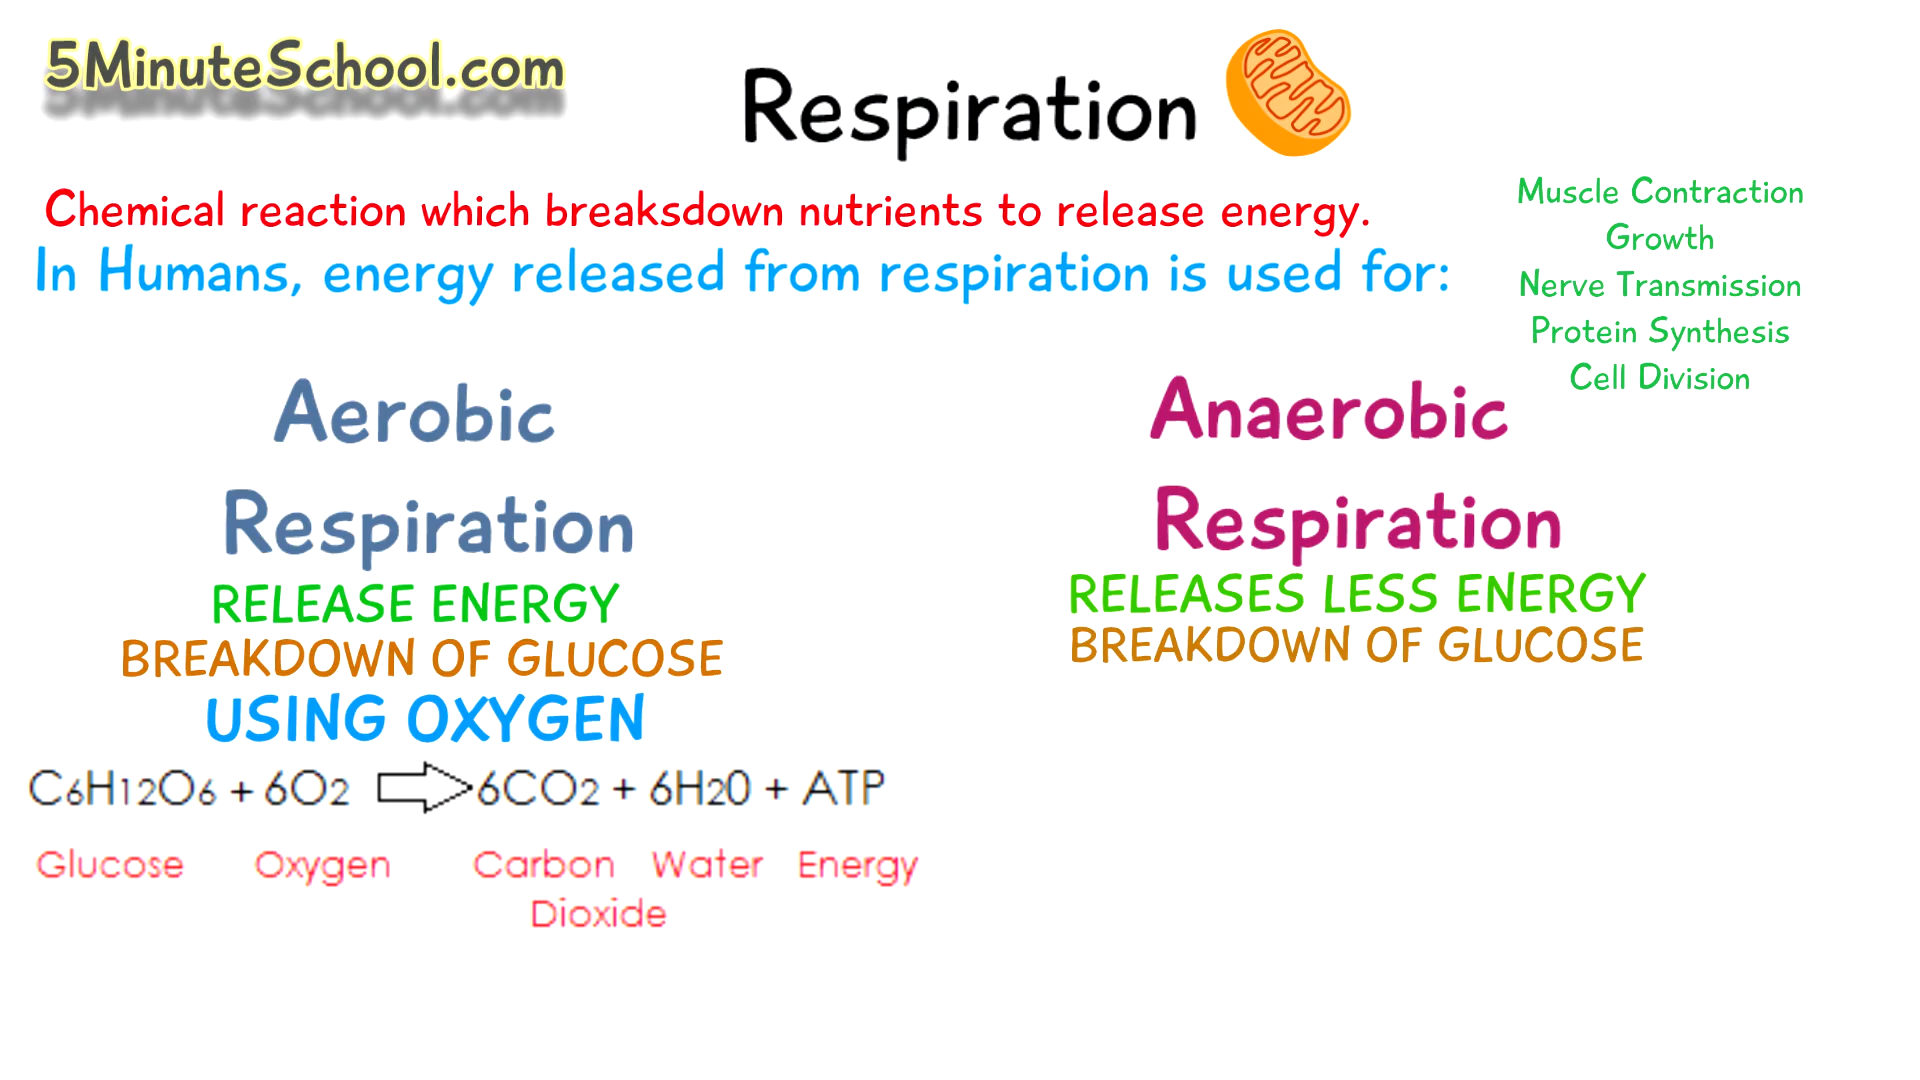 5MinuteSchool.com
Respiration
Chemical reaction which breaksdown nutrients to release energy.
In Humans, energy released from respiration is used for:
Muscle Contraction
Growth
Nerve Transmission
Protein Synthesis
Cell Division
Aerobic
Respiration
RELEASE ENERGY
BREAKDOWN OF GLUCOSE
USING OXYGEN
C6H12O6 + 6O2 ⇨ 6CO2 + 6H20 + ATP
Glucose Oxygen Carbon Water Energy
Dioxide
Anaerobic
Respiration
RELEASES LESS ENERGY
BREAKDOWN OF GLUCOSE